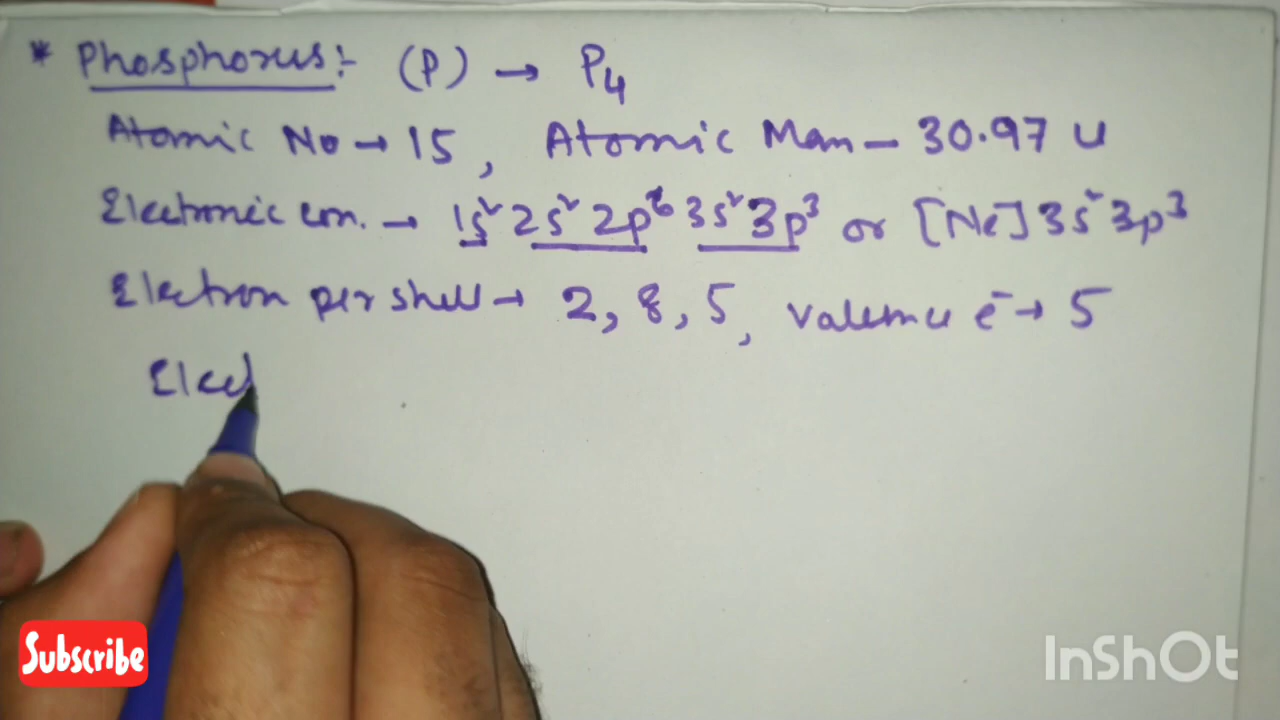 * Phosphorus:- (P) → P₄
Atomic No → 15, Atomic Mass – 30.97 u
Electronic con. → 1s² 2s² 2p⁶ 3s² 3p³ or [Ne] 3s² 3p³
Electron per shell → 2, 8, 5, Valence e⁻ → 5
Elect
Subscribe
InShOt